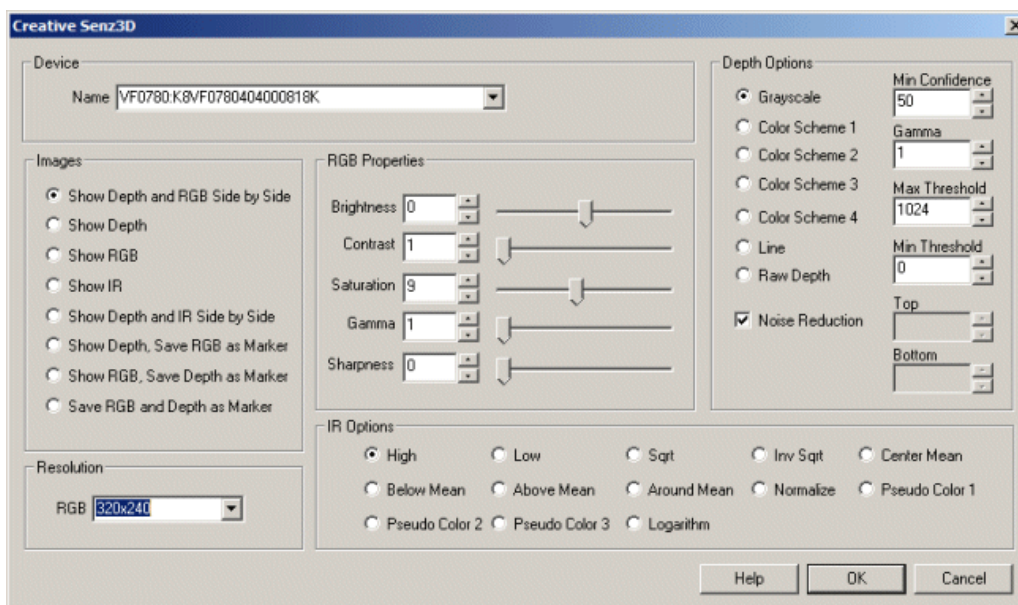 Creative Senz3D
Device
Name VF0780:K8VF0780404000818K
Images
Show Depth and RGB Side by Side
Show Depth
Show RGB
Show IR
Show Depth and IR Side by Side
Show Depth, Save RGB as Marker
Show RGB, Save Depth as Marker
Save RGB and Depth as Marker
Resolution
RGB 320x240
RGB Properties
Brightness 0
Contrast 1
Saturation 9
Gamma 1
Sharpness 0
Depth Options
Grayscale
Color Scheme 1
Color Scheme 2
Color Scheme 3
Color Scheme 4
Line
Raw Depth
Noise Reduction
Min Confidence
50
Gamma
1
Max Threshold
1024
Min Threshold
0
Top
Bottom
IR Options
High Low Sqrt Inv Sqrt Center Mean
Below Mean Above Mean Around Mean Normalize Pseudo Color 1
Pseudo Color 2 Pseudo Color 3 Logarithm
Help OK Cancel